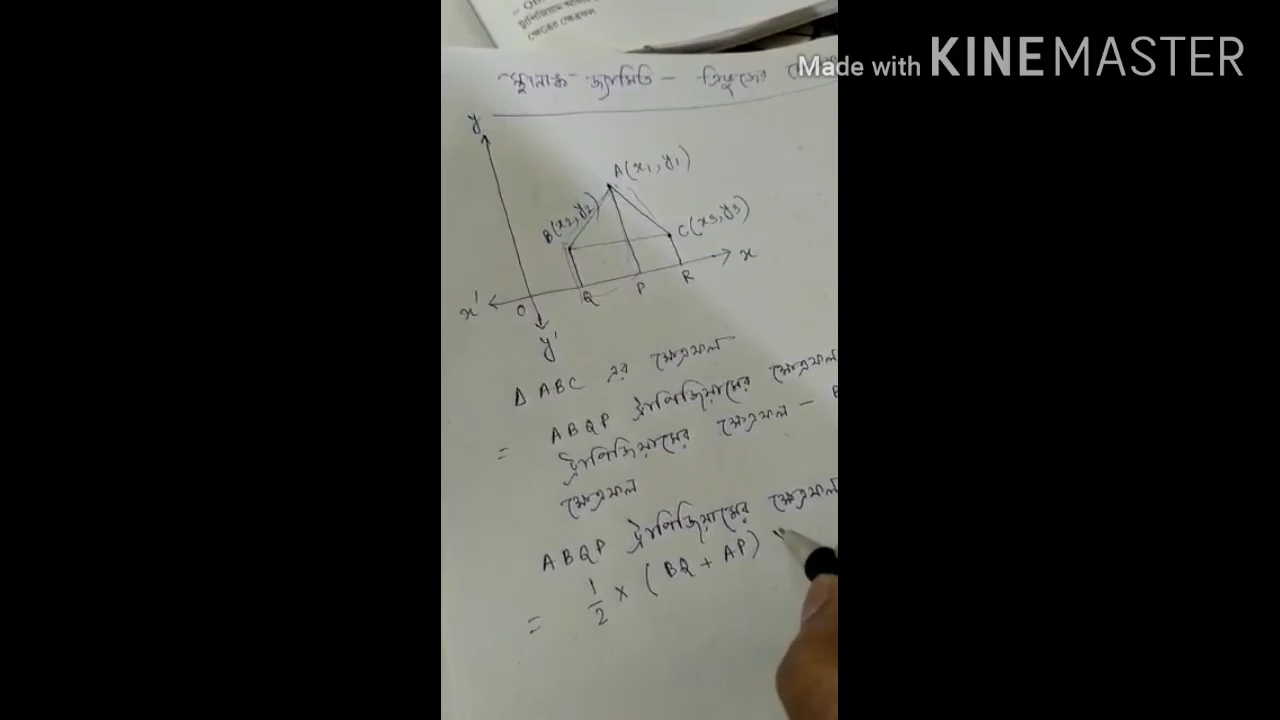 ট্রাপিজিয়াম
ক্ষেত্রের ক্ষেত্রফল
Made with KINEMASTER
স্থানাঙ্ক জ্যামিতি - ত্রিভুজের
y
A(x₁, y₁)
B(x₂, y₂)
C(x₃, y₃)
x
x' O Q P R
y'
Δ ABC এর ক্ষেত্রফল
= ABQP ট্রাপিজিয়ামের ক্ষেত্রফল
ট্রাপিজিয়ামের ক্ষেত্রফল - B
ক্ষেত্রফল
ABQP ট্রাপিজিয়ামের ক্ষেত্রফল
= 1/2 × (BQ + AP)